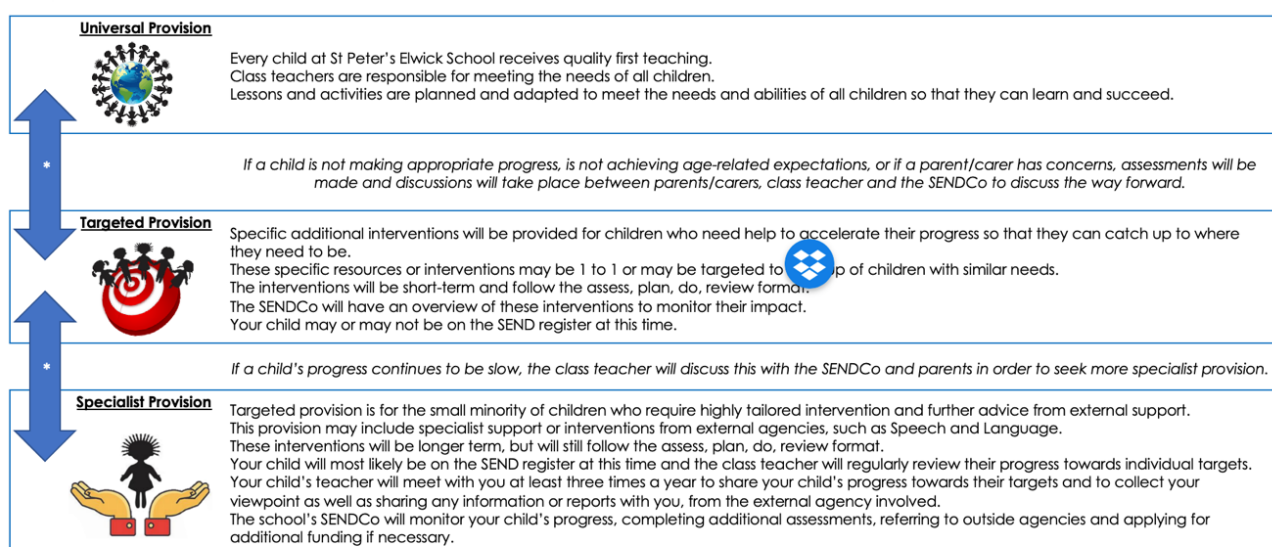 Universal Provision
Every child at St Peter's Elwick School receives quality first teaching.
Class teachers are responsible for meeting the needs of all children.
Lessons and activities are planned and adapted to meet the needs and abilities of all children so that they can learn and succeed.
*
If a child is not making appropriate progress, is not achieving age-related expectations, or if a parent/carer has concerns, assessments will be
made and discussions will take place between parents/carers, class teacher and the SENDCo to discuss the way forward.
Targeted Provision
Specific additional interventions will be provided for children who need help to accelerate their progress so that they can catch up to where
they need to be.
These specific resources or interventions may be 1 to 1 or may be targeted to of children with similar needs.
The interventions will be short-term and follow the assess, plan, do, review format.
The SENDCo will have an overview of these interventions to monitor their impact.
Your child may or may not be on the SEND register at this time.
*
If a child's progress continues to be slow, the class teacher will discuss this with the SENDCo and parents in order to seek more specialist provision.
Specialist Provision
Targeted provision is for the small minority of children who require highly tailored intervention and further advice from external support.
This provision may include specialist support or interventions from external agencies, such as Speech and Language.
These interventions will be longer term, but will still follow the assess, plan, do, review format.
Your child will most likely be on the SEND register at this time and the class teacher will regularly review their progress towards individual targets.
Your child's teacher will meet with you at least three times a year to share your child's progress towards their targets and to collect your
viewpoint as well as sharing any information or reports with you, from the external agency involved.
The school's SENDCo will monitor your child's progress, completing additional assessments, referring to outside agencies and applying for
additional funding if necessary.